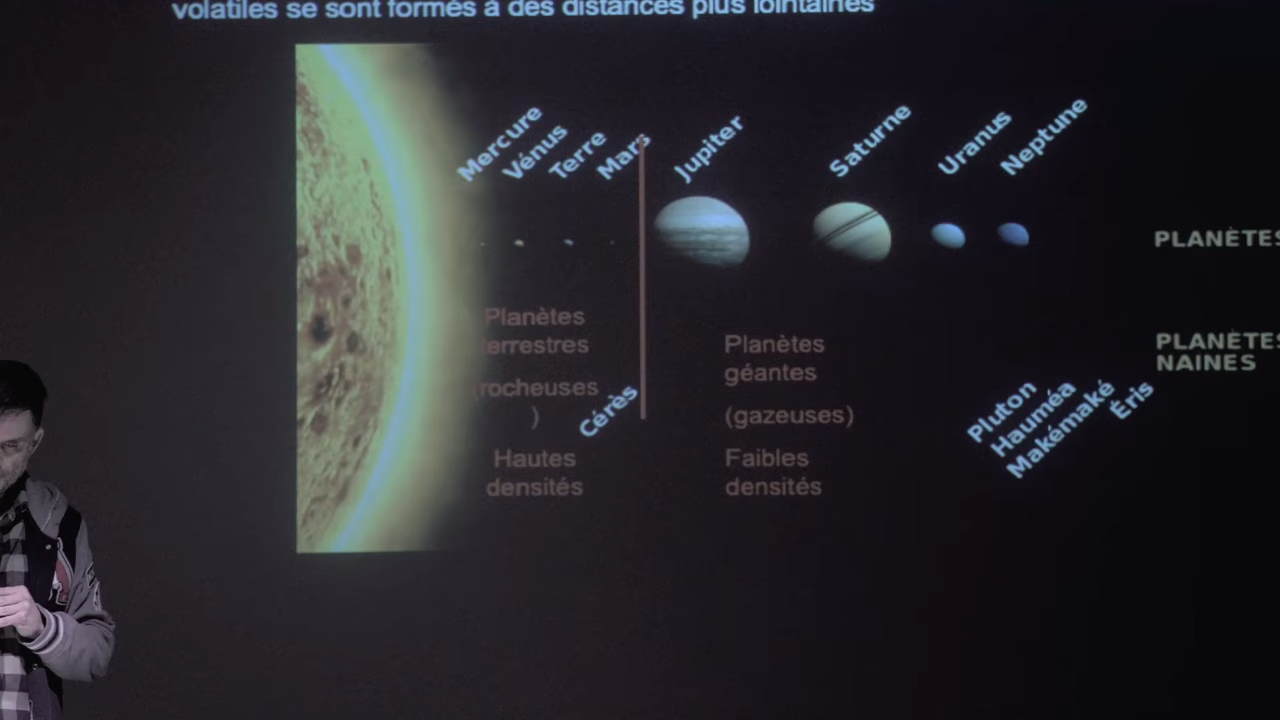 volatiles se sont formés à des distances plus lointaines
Mercure
Vénus
Terre
Mars
Jupiter
Saturne
Uranus
Neptune
PLANÈTES
Planètes
terrestres
rocheuses
)
Hautes
densités
Planètes
géantes
(gazeuses)
Faibles
densités
PLANÈTES
NAINES
Cérès
Pluton
Hauméa
Makémaké
Éris